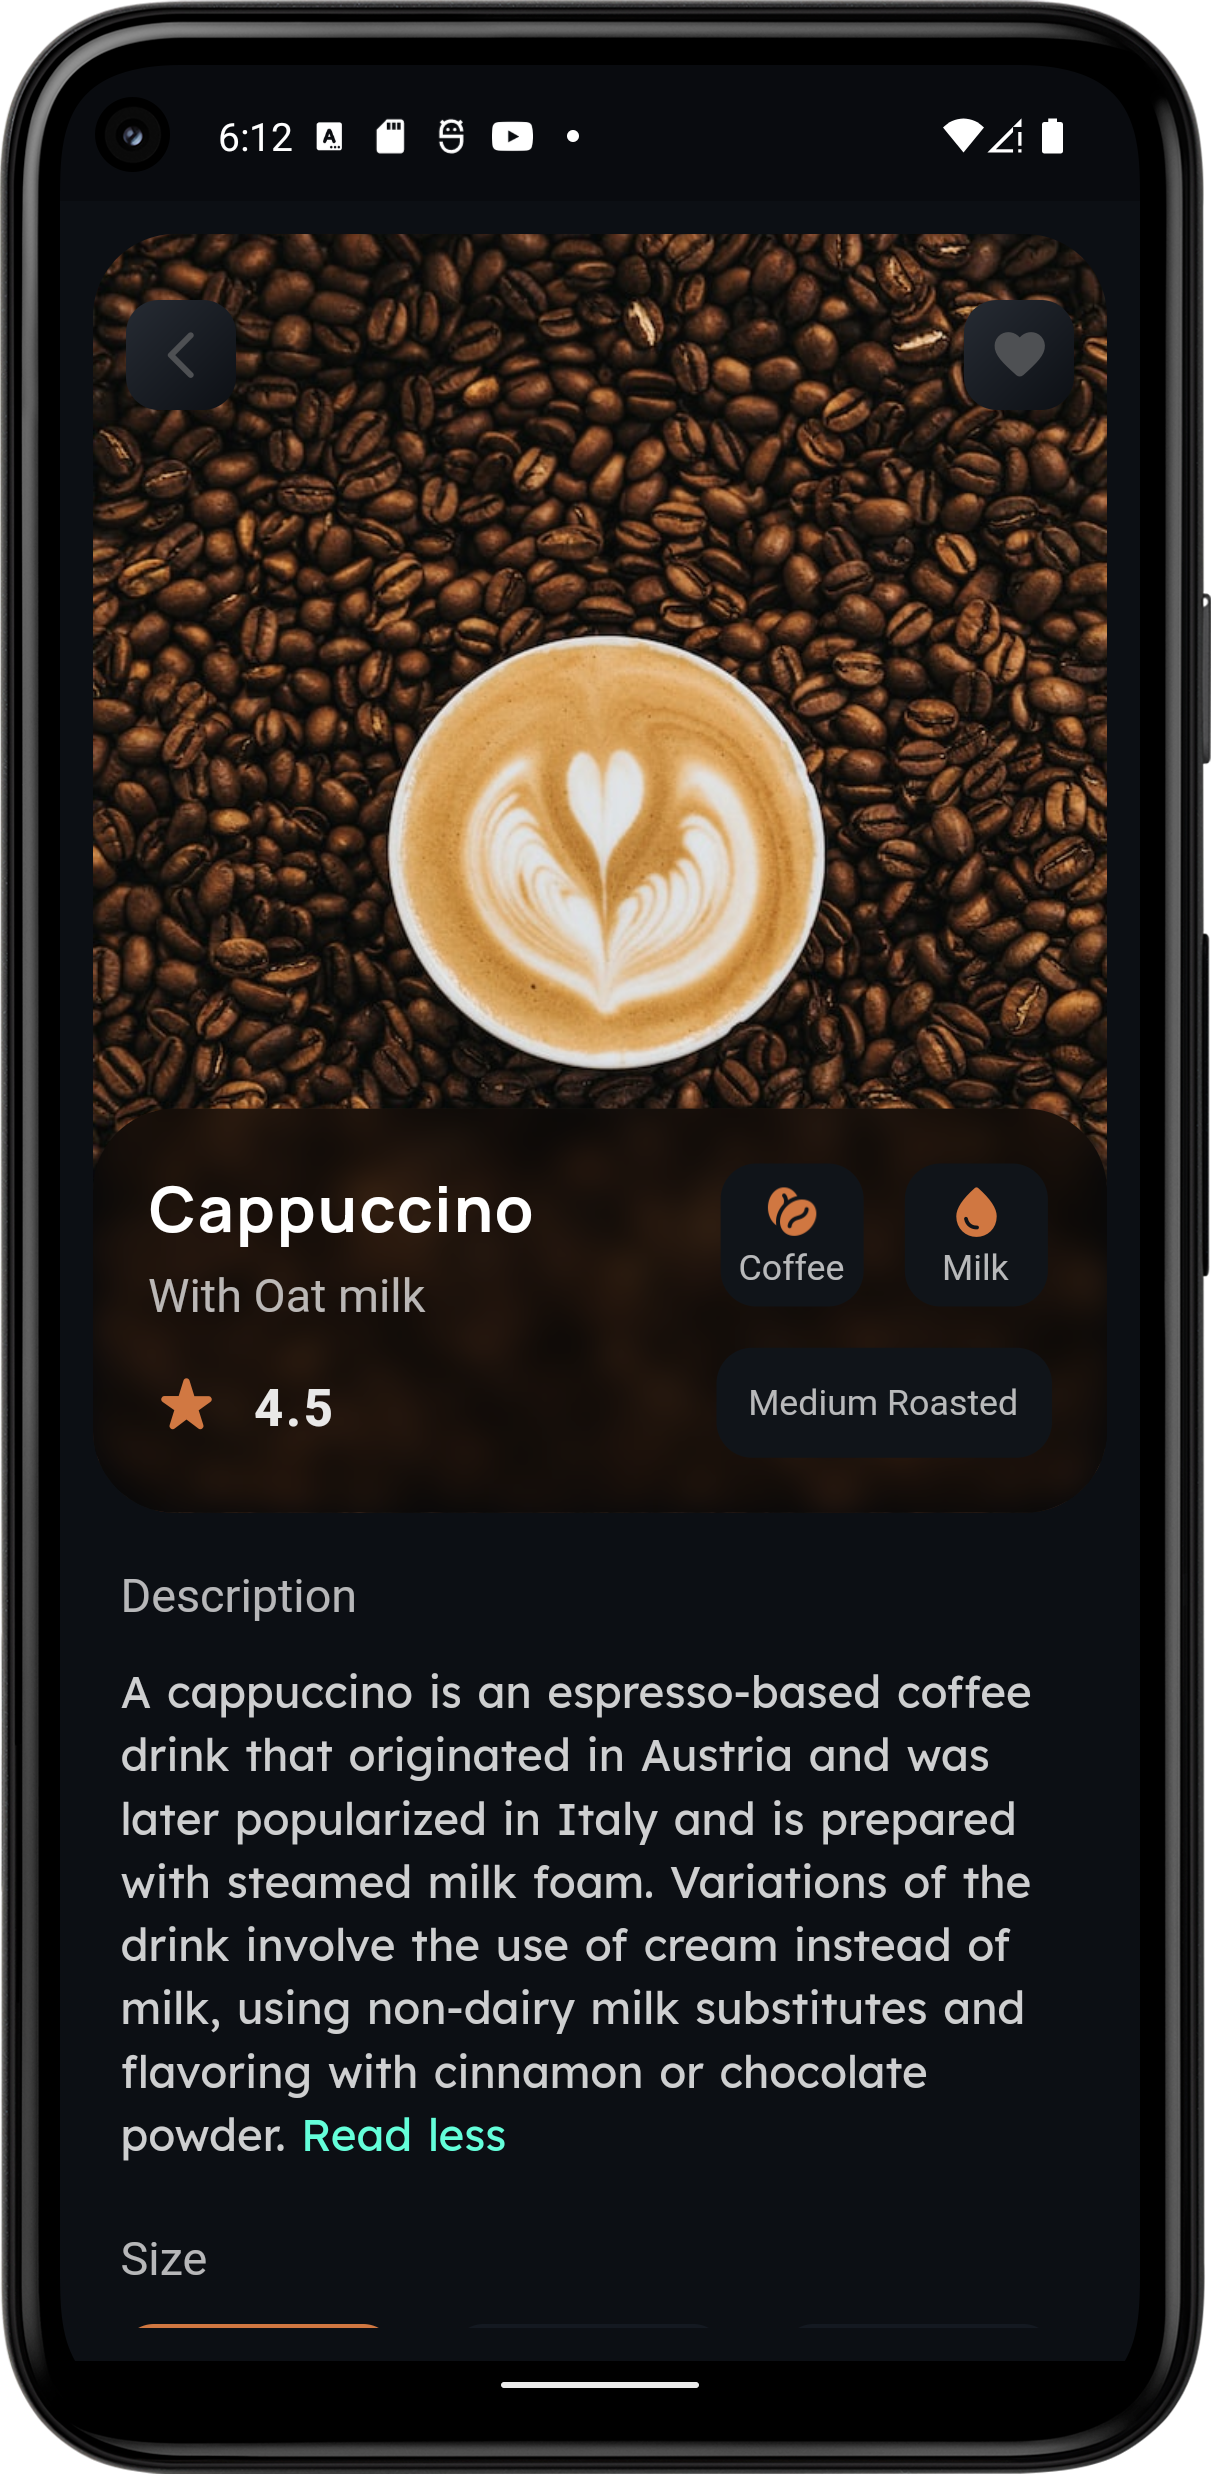 6:12
Cappuccino
With Oat milk
4.5
Coffee
Milk
Medium Roasted
Description
A cappuccino is an espresso-based coffee
drink that originated in Austria and was
later popularized in Italy and is prepared
with steamed milk foam. Variations of the
drink involve the use of cream instead of
milk, using non-dairy milk substitutes and
flavoring with cinnamon or chocolate
powder. Read less
Size